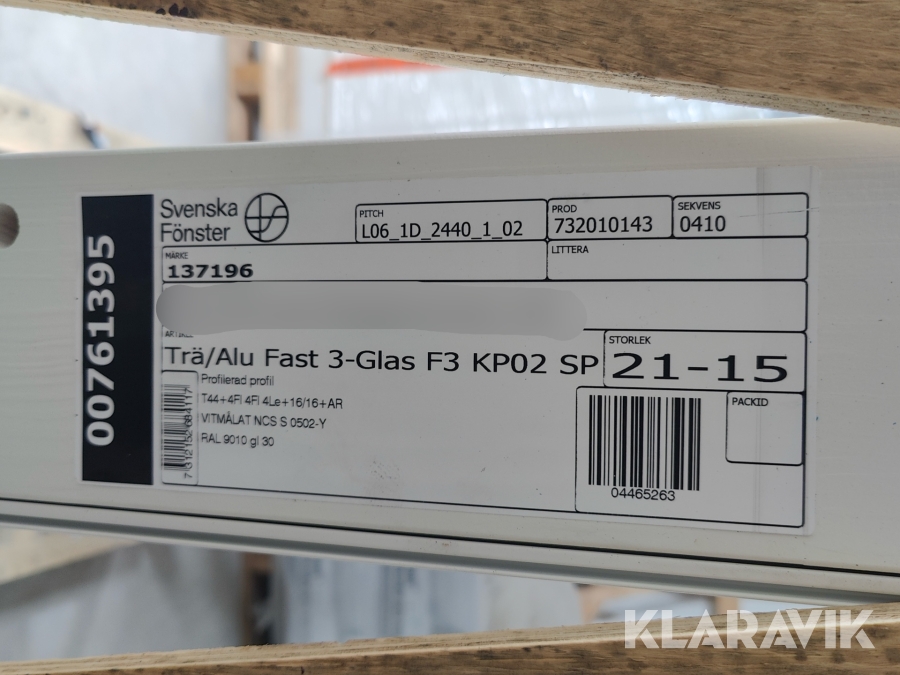 0061395
Svenska
Fönster
PITCH
L06_1D_2440_1_02
PROD
732010143
SEKVENS
0410
MÄRKE
137196
LITTERA
Trä/Alu Fast 3-Glas F3 KP02 SP
STORLEK
21-15
Profilerad profil
T44+4Fl 4Fl 4Le+16/16+AR
VITMÅLAT NCS S 0502-Y
RAL 9010 gl 30
7312152684117
PACKID
04465263
KLARAVIK